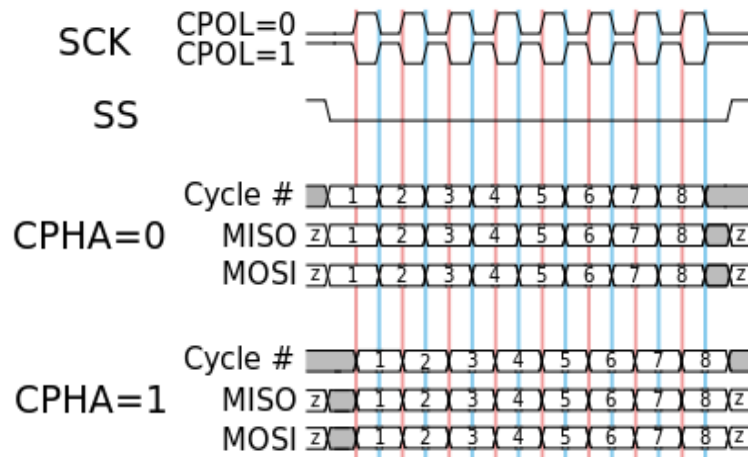 SCK CPOL=0
CPOL=1
SS
Cycle # 1 2 3 4 5 6 7 8
CPHA=0 MISO z 1 2 3 4 5 6 7 8 z
MOSI z 1 2 3 4 5 6 7 8 z
Cycle # 1 2 3 4 5 6 7 8
CPHA=1 MISO z 1 2 3 4 5 6 7 8 z
MOSI z 1 2 3 4 5 6 7 8 z